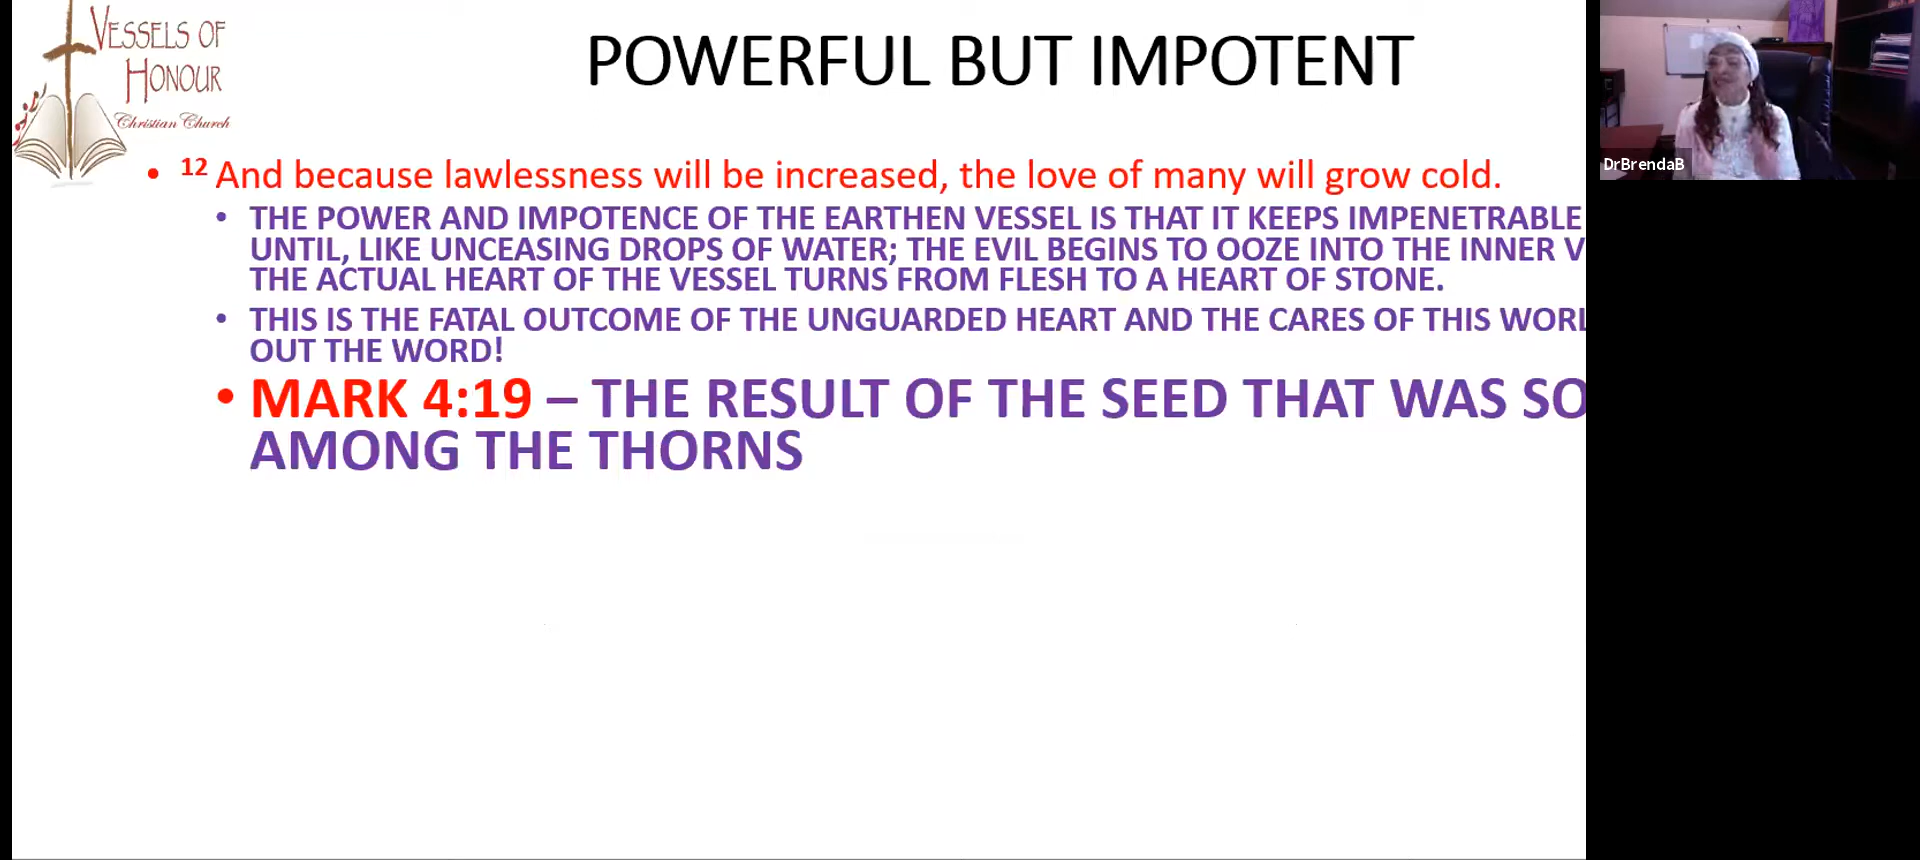 VESSELS OF
HONOUR
Christian Church
POWERFUL BUT IMPOTENT
• 12 And because lawlessness will be increased, the love of many will grow cold.
• THE POWER AND IMPOTENCE OF THE EARTHEN VESSEL IS THAT IT KEEPS IMPENETRABLE
UNTIL, LIKE UNCEASING DROPS OF WATER; THE EVIL BEGINS TO OOZE INTO THE INNER V
THE ACTUAL HEART OF THE VESSEL TURNS FROM FLESH TO A HEART OF STONE.
• THIS IS THE FATAL OUTCOME OF THE UNGUARDED HEART AND THE CARES OF THIS WORL
OUT THE WORD!
• MARK 4:19 – THE RESULT OF THE SEED THAT WAS SO
AMONG THE THORNS
DrBrendaB